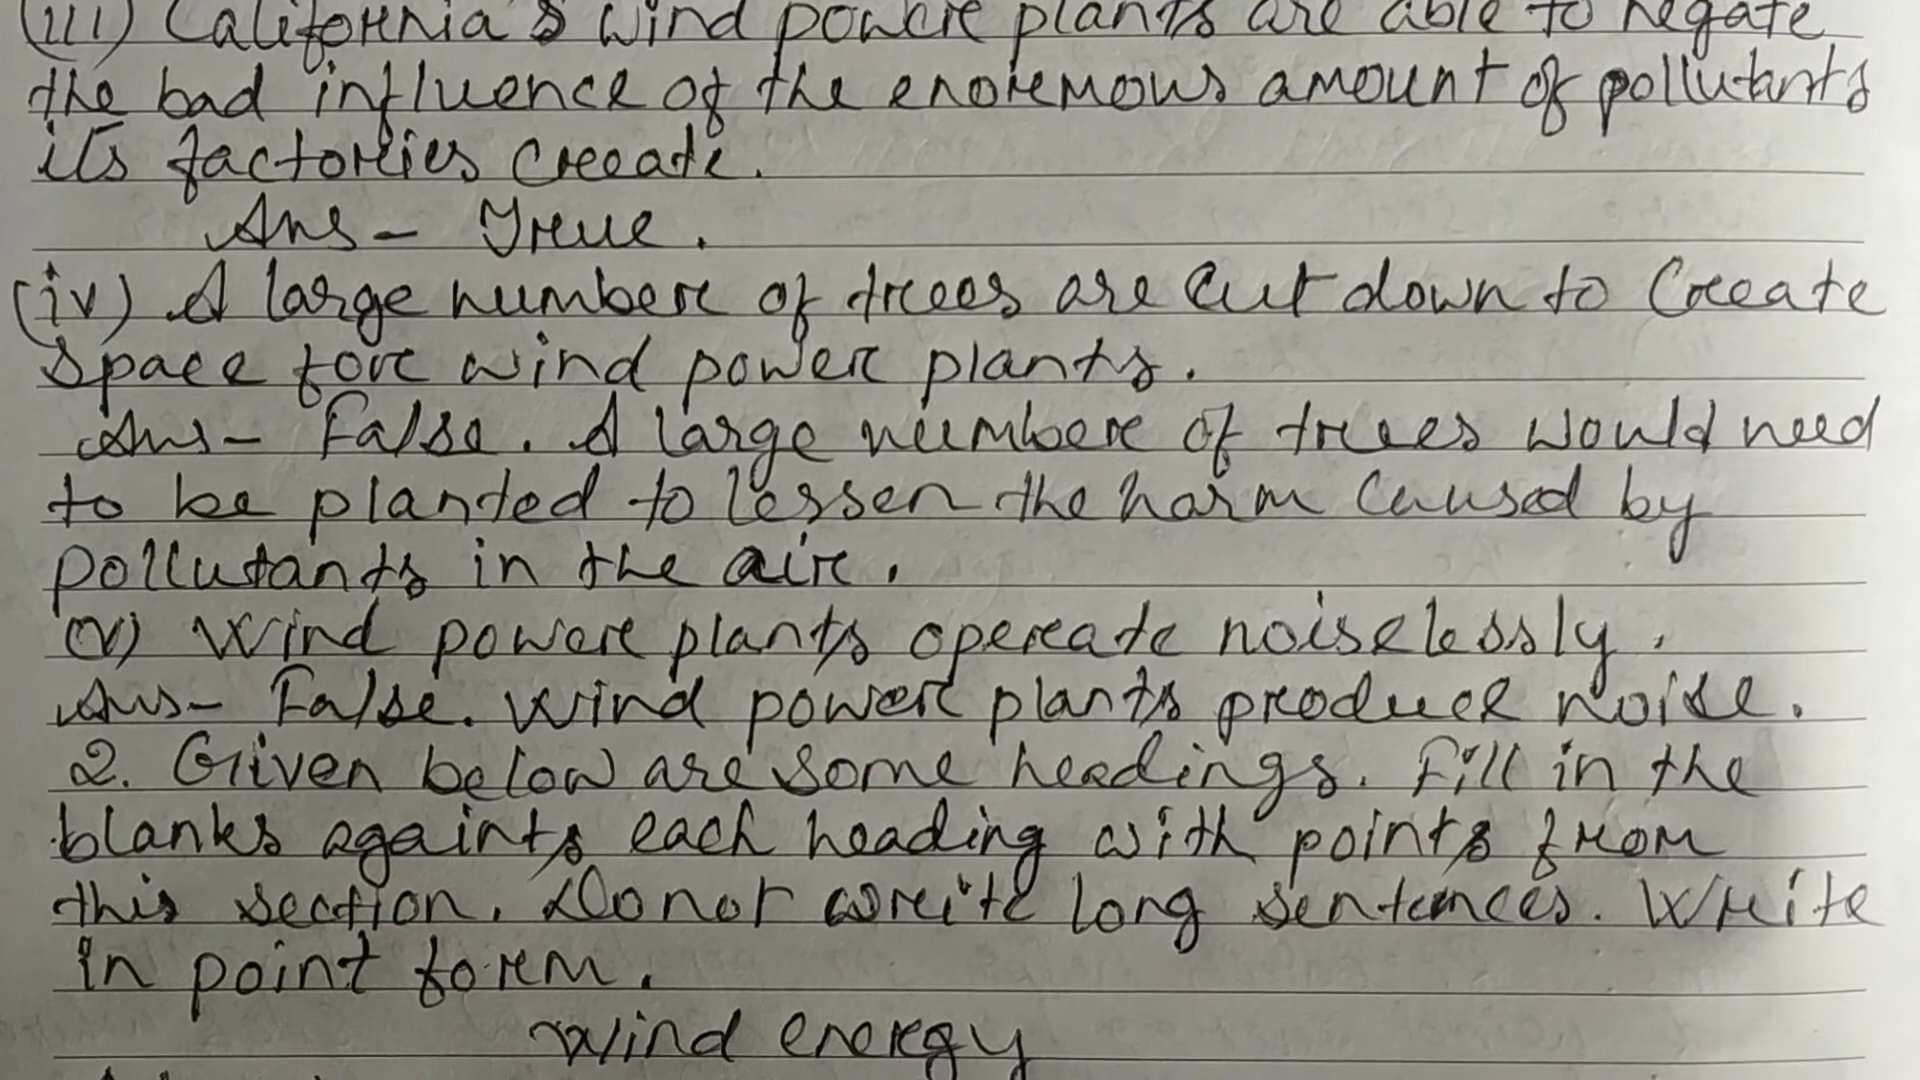 (iii) California's wind power plants are able to negate
the bad influence of the enormous amount of pollutants
its factories create.
Ans - True.
(iv) A large number of trees are cut down to create
space for wind power plants.
Ans - False. A large number of trees would need
to be planted to lessen the harm caused by
pollutants in the air.
(v) Wind power plants operate noiselessly.
Ans - False. Wind power plants produce noise.
2. Given below are some headings. Fill in the
blanks againts each heading with points from
this section. Do not write long sentences. Write
in point form.
Wind energy